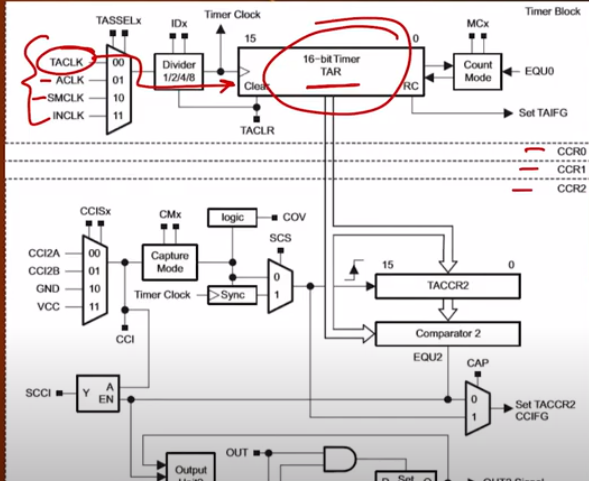 Timer Block
TASSELx
IDx
Timer Clock
MCx
15
0
TACLK
00
ACLK
01
SMCLK
10
INCLK
11
Divider
1/2/4/8
16-bit Timer
TAR
Clear
RC
Count
Mode
EQU0
TACLR
Set TAIFG
CCR0
CCR1
CCR2
CCISx
CMx
logic
COV
SCS
CCI2A
00
CCI2B
01
GND
10
VCC
11
Capture
Mode
Timer Clock
Sync
0
1
15
0
TACCR2
Comparator 2
CCI
EQU2
CAP
SCCI
Y
A
EN
0
1
Set TACCR2
CCIFG
OUT
Output
Set